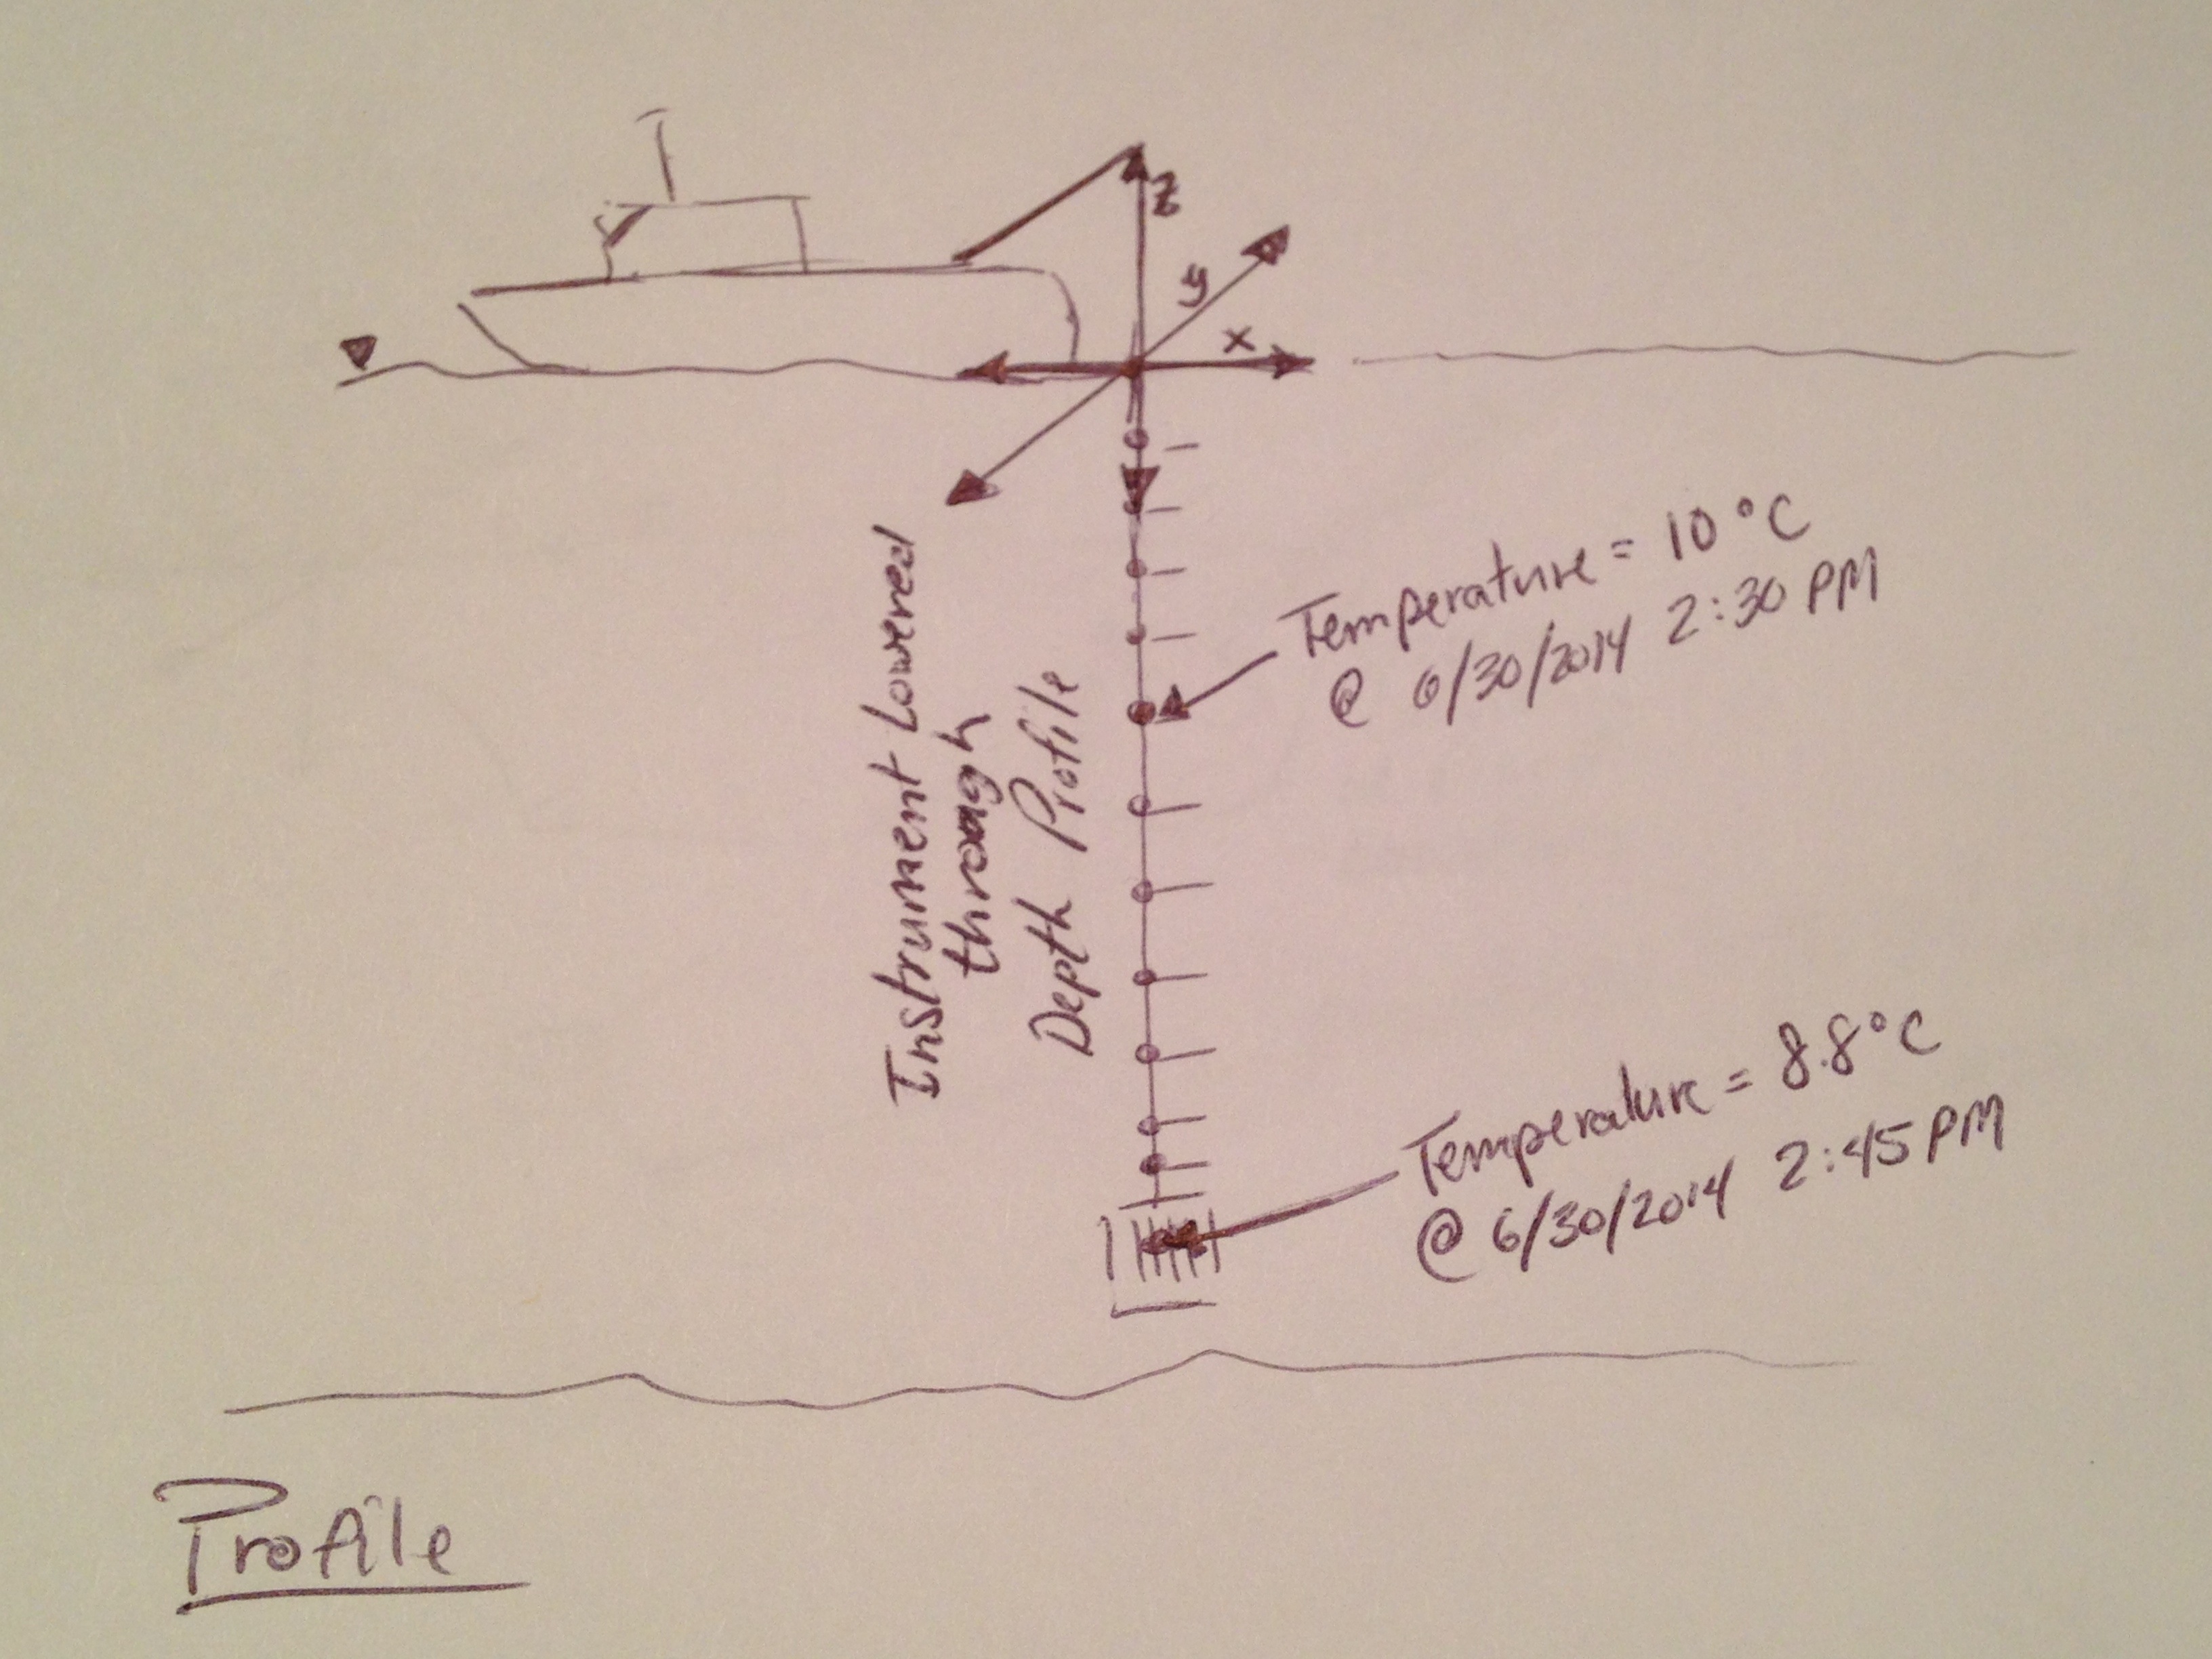 z
y
x
Instrument Lowered
through
Depth Profile
Temperature = 10 °C
@ 6/30/2014 2:30 PM
Temperature = 8.8°C
@ 6/30/2014 2:45 PM
Profile